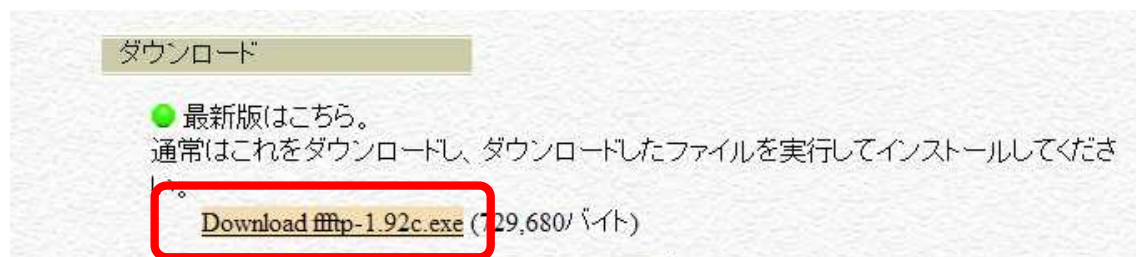 ダウンロード
最新版はこちら。
通常はこれをダウンロードし、ダウンロードしたファイルを実行してインストールしてくださ
い。
Download ffftp-1.92c.exe (729,680バイト)